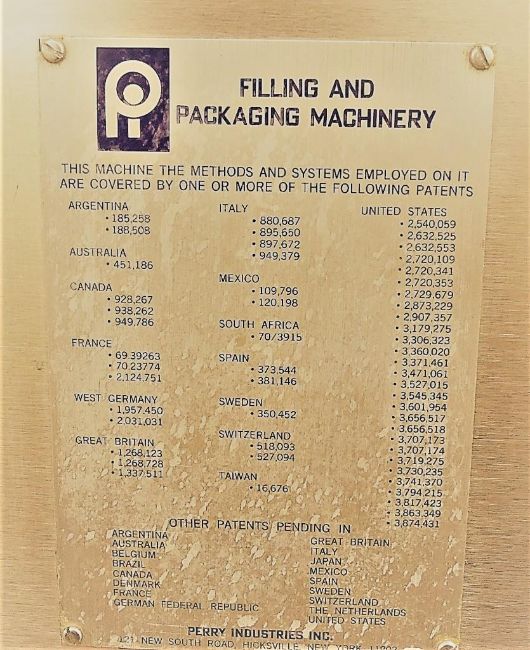 FILLING AND
PACKAGING MACHINERY
THIS MACHINE THE METHODS AND SYSTEMS EMPLOYED ON IT
ARE COVERED BY ONE OR MORE OF THE FOLLOWING PATENTS
ARGENTINA
• 185,258
• 188,508
AUSTRALIA
• 451,186
CANADA
• 928,267
• 938,262
• 949,786
FRANCE
• 69.39263
• 70.23774
• 2,124,751
WEST GERMANY
• 1,957,450
• 2,031,031
GREAT BRITAIN
• 1,268,123
• 1,268,728
• 1,337,511
ITALY
• 880,687
• 895,650
• 897,672
• 949,379
MEXICO
• 109,796
• 120,198
SOUTH AFRICA
• 70/3915
SPAIN
• 373,544
• 381,146
SWEDEN
• 350,452
SWITZERLAND
• 518,093
• 527,094
TAIWAN
• 16,676
UNITED STATES
• 2,540,059
• 2,632,525
• 2,632,553
• 2,720,109
• 2,720,341
• 2,720,353
• 2,729,679
• 2,873,229
• 2,907,357
• 3,179,275
• 3,306,323
• 3,360,020
• 3,371,461
• 3,471,061
• 3,527,015
• 3,545,345
• 3,601,954
• 3,656,517
• 3,656,518
• 3,707,173
• 3,707,174
• 3,719,275
• 3,730,235
• 3,741,370
• 3,794,215
• 3,817,423
• 3,863,349
• 3,874,431
OTHER PATENTS PENDING IN
ARGENTINA
AUSTRALIA
BELGIUM
BRAZIL
CANADA
DENMARK
FRANCE
GERMAN FEDERAL REPUBLIC
GREAT BRITAIN
ITALY
JAPAN
MEXICO
SPAIN
SWEDEN
SWITZERLAND
THE NETHERLANDS
UNITED STATES
PERRY INDUSTRIES INC.
121 NEW SOUTH ROAD, HICKSVILLE NEW YORK 11802